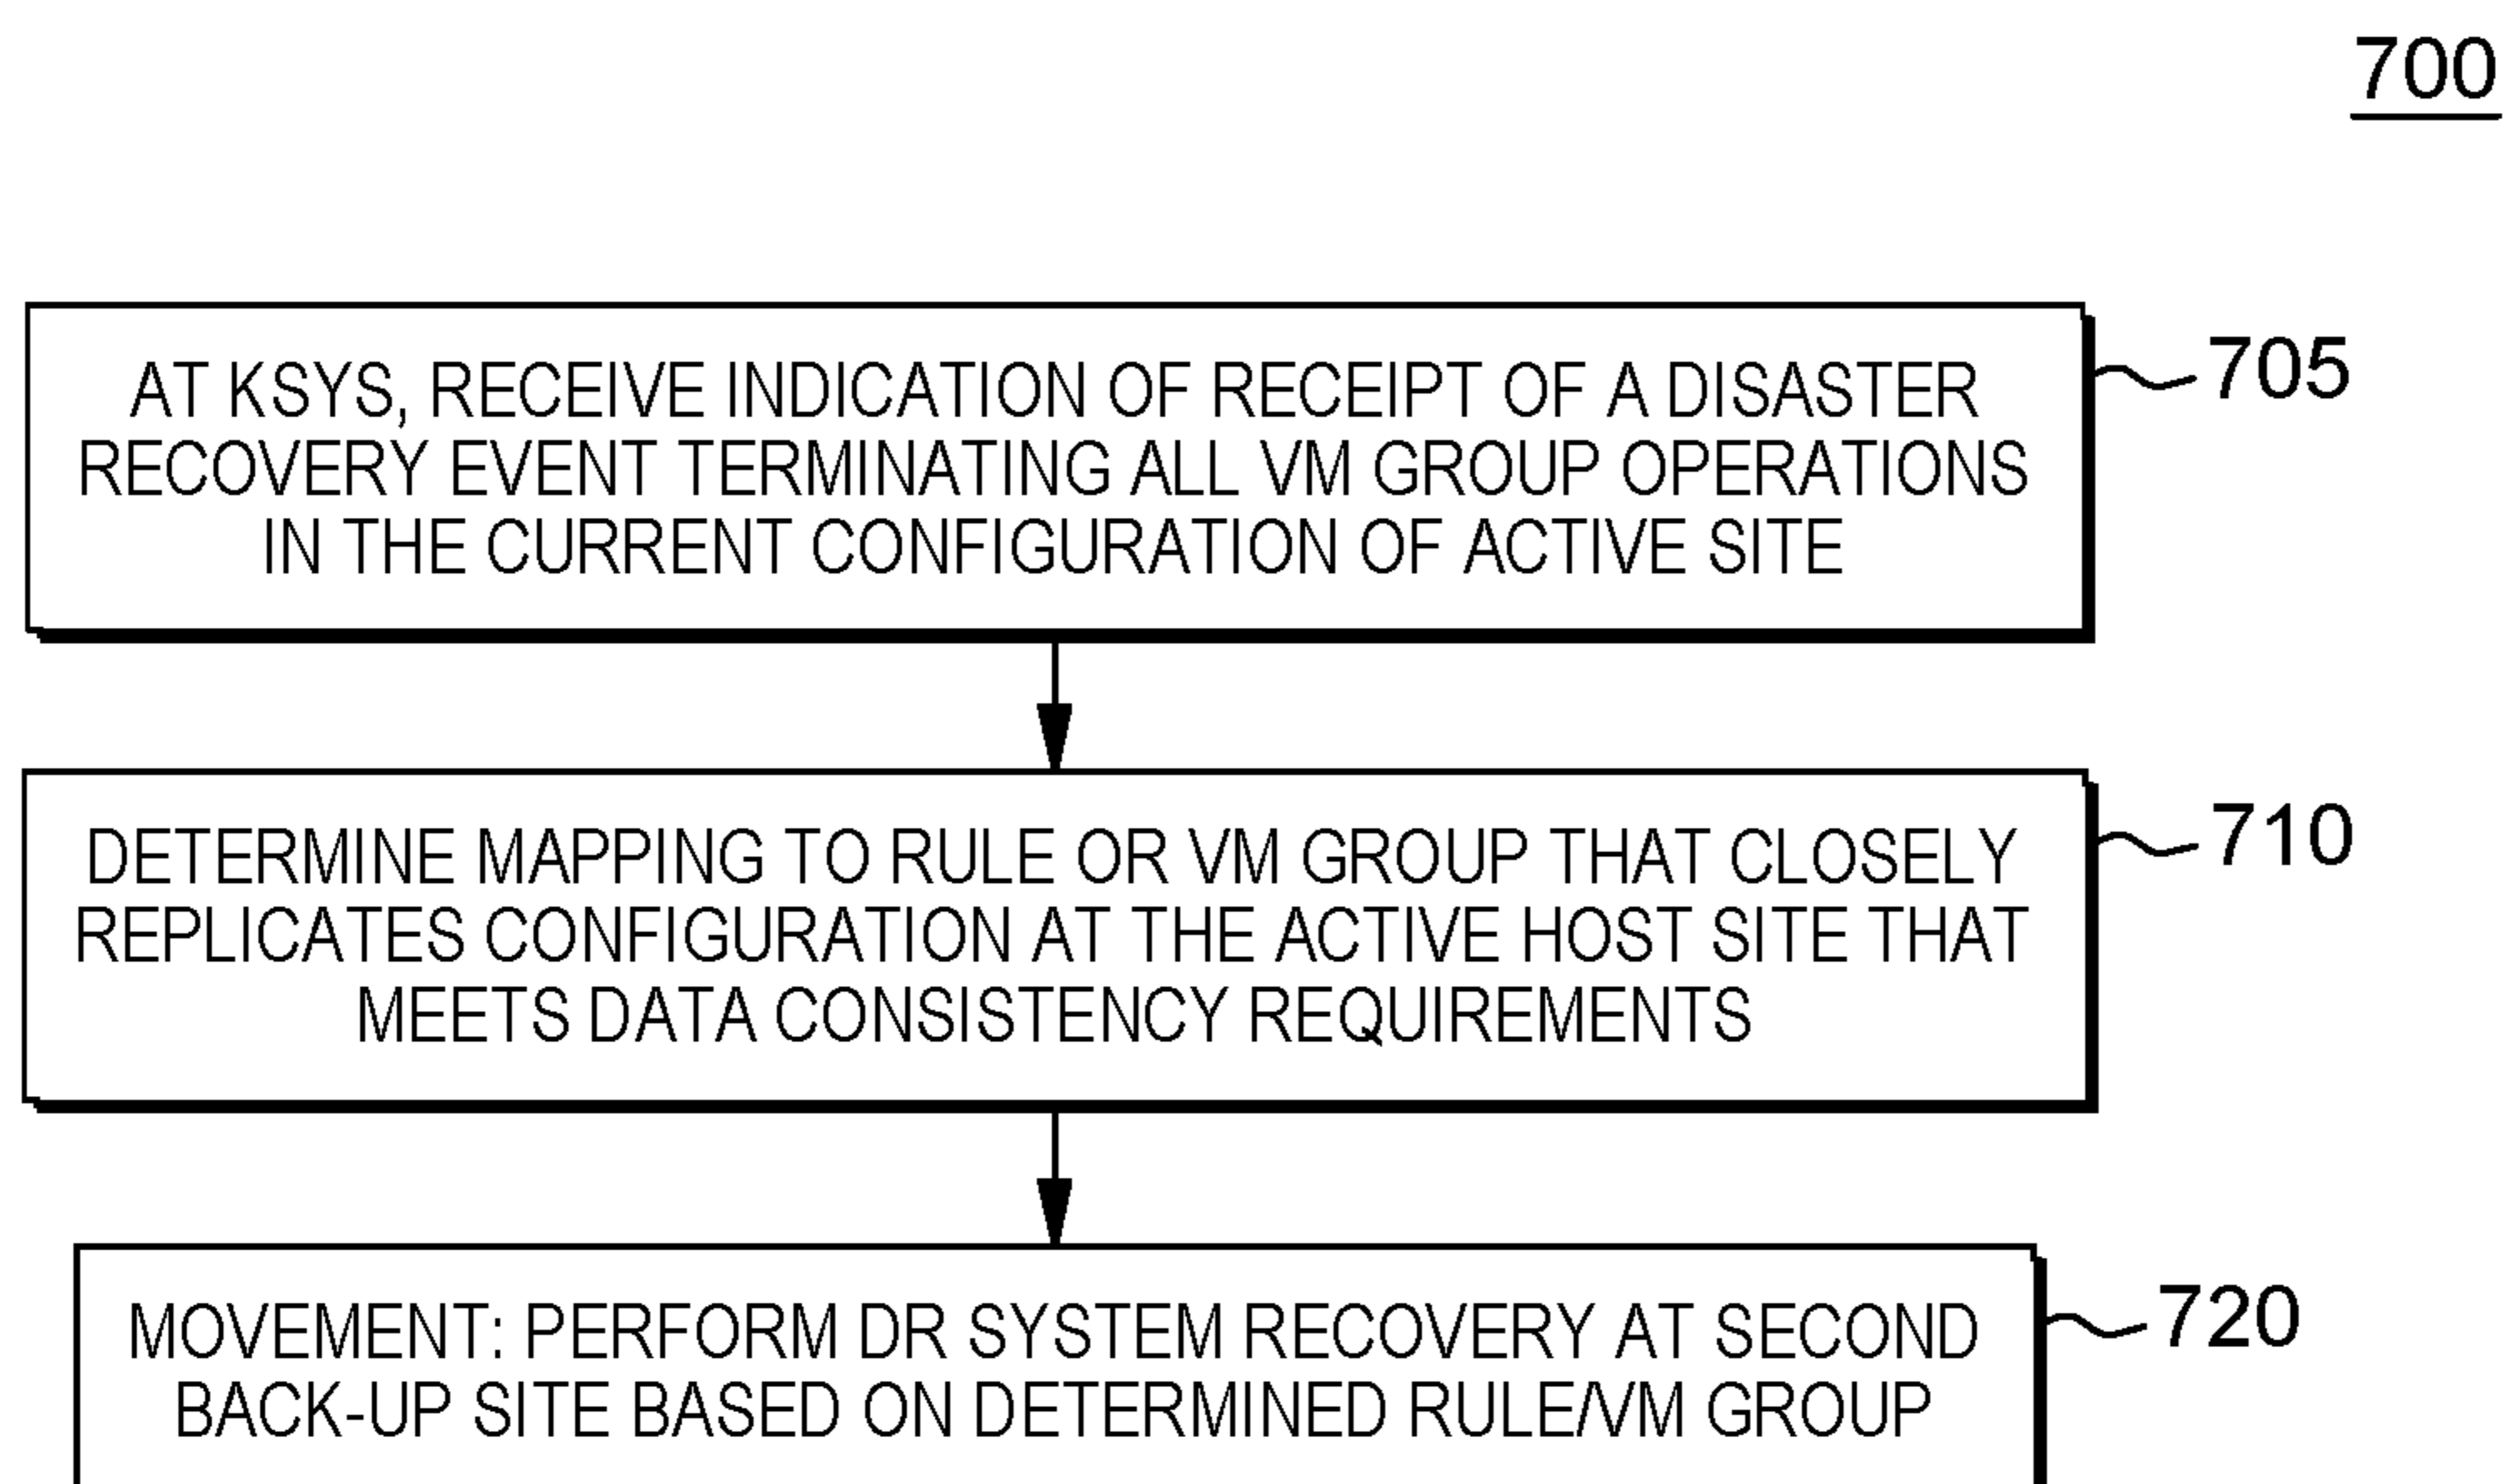 700
AT KSYS, RECEIVE INDICATION OF RECEIPT OF A DISASTER
RECOVERY EVENT TERMINATING ALL VM GROUP OPERATIONS
IN THE CURRENT CONFIGURATION OF ACTIVE SITE
705
DETERMINE MAPPING TO RULE OR VM GROUP THAT CLOSELY
REPLICATES CONFIGURATION AT THE ACTIVE HOST SITE THAT
MEETS DATA CONSISTENCY REQUIREMENTS
710
MOVEMENT: PERFORM DR SYSTEM RECOVERY AT SECOND
BACK-UP SITE BASED ON DETERMINED RULE/VM GROUP
720